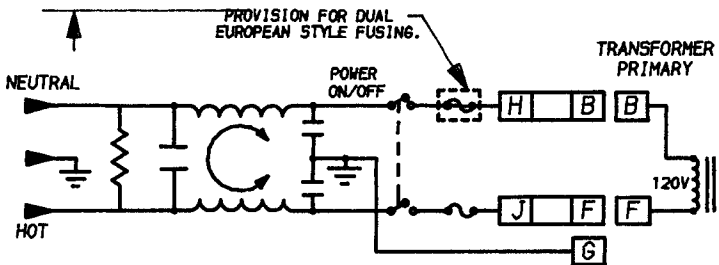 PROVISION FOR DUAL
EUROPEAN STYLE FUSING.
TRANSFORMER
PRIMARY
NEUTRAL
POWER
ON/OFF
H B B
120V
J F F
HOT
G